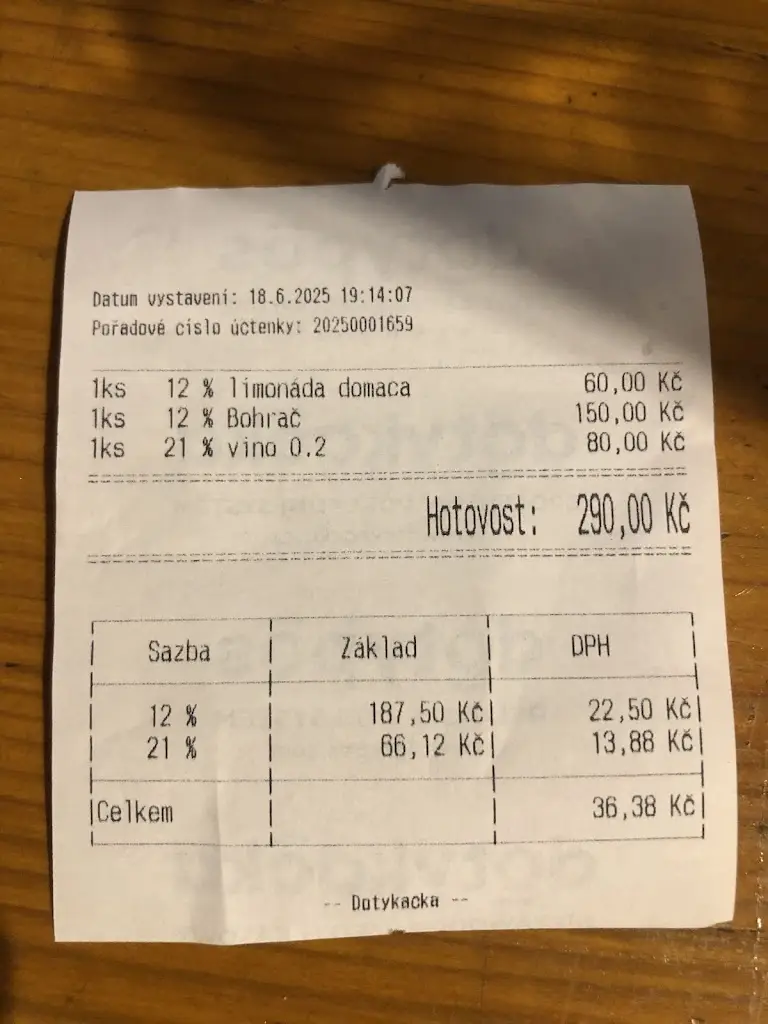 Datum vystavení: 18.6.2025 19:14:07
Pořadové císlo účtenky: 20250001659
1ks 12 % limonáda domaca 60,00 Kč
1ks 12 % Bohrač 150,00 Kč
1ks 21 % vino 0.2 80,00 Kč
Hotovost: 290,00 Kč
Sazba Základ DPH
12 % 187,50 Kč 22,50 Kč
21 % 66,12 Kč 13,88 Kč
Celkem 36,38 Kč
-- Dotykacka --